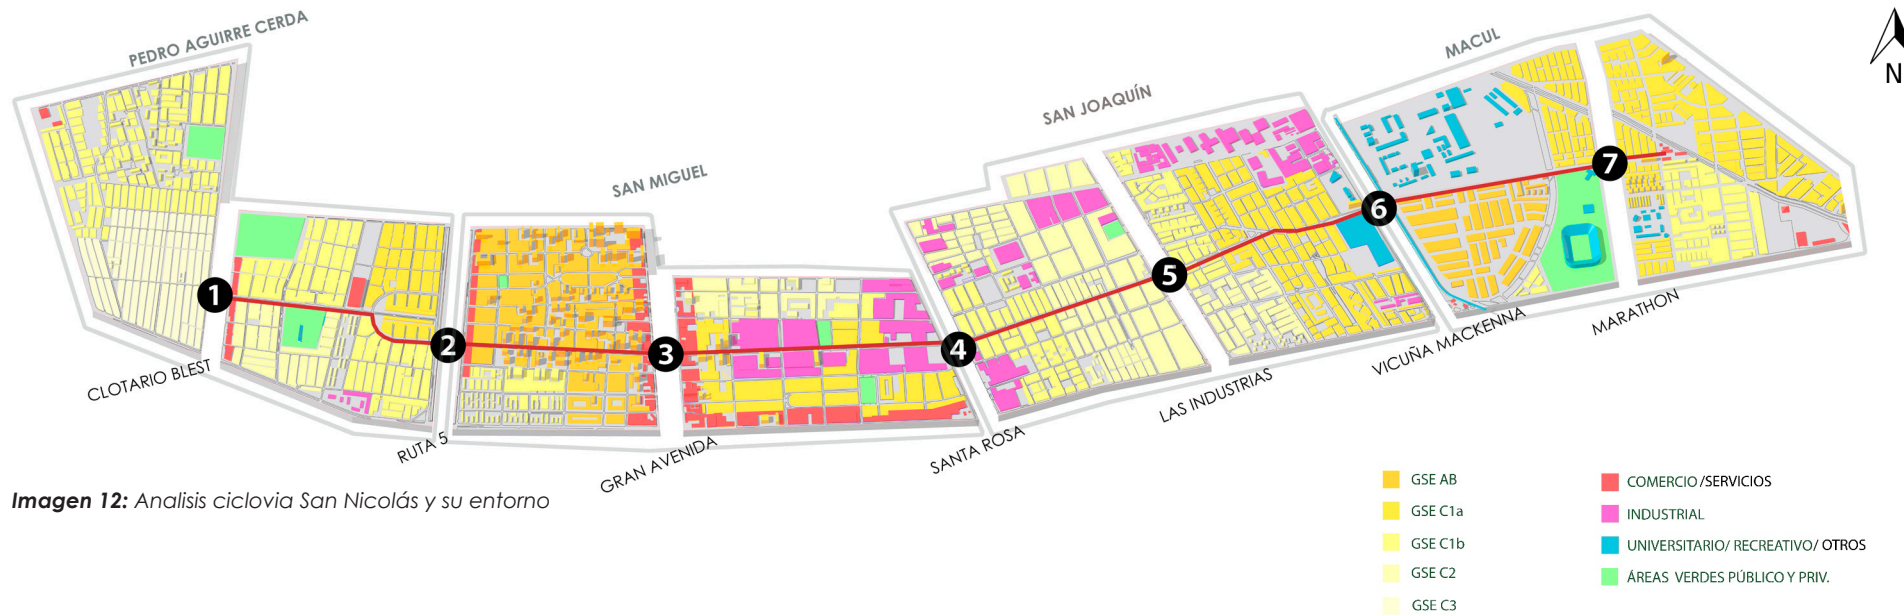 PEDRO AGUIRRE CERDA
SAN MIGUEL
SAN JOAQUÍN
MACUL
N
1
2
3
4
5
6
7
CLOTARIO BLEST
RUTA 5
GRAN AVENIDA
SANTA ROSA
LAS INDUSTRIAS
VICUÑA MACKENNA
MARATHON
Imagen 12: Analisis ciclovia San Nicolás y su entorno
GSE AB
GSE C1a
GSE C1b
GSE C2
GSE C3
COMERCIO/SERVICIOS
INDUSTRIAL
UNIVERSITARIO/ RECREATIVO/ OTROS
ÁREAS VERDES PÚBLICO Y PRIV.